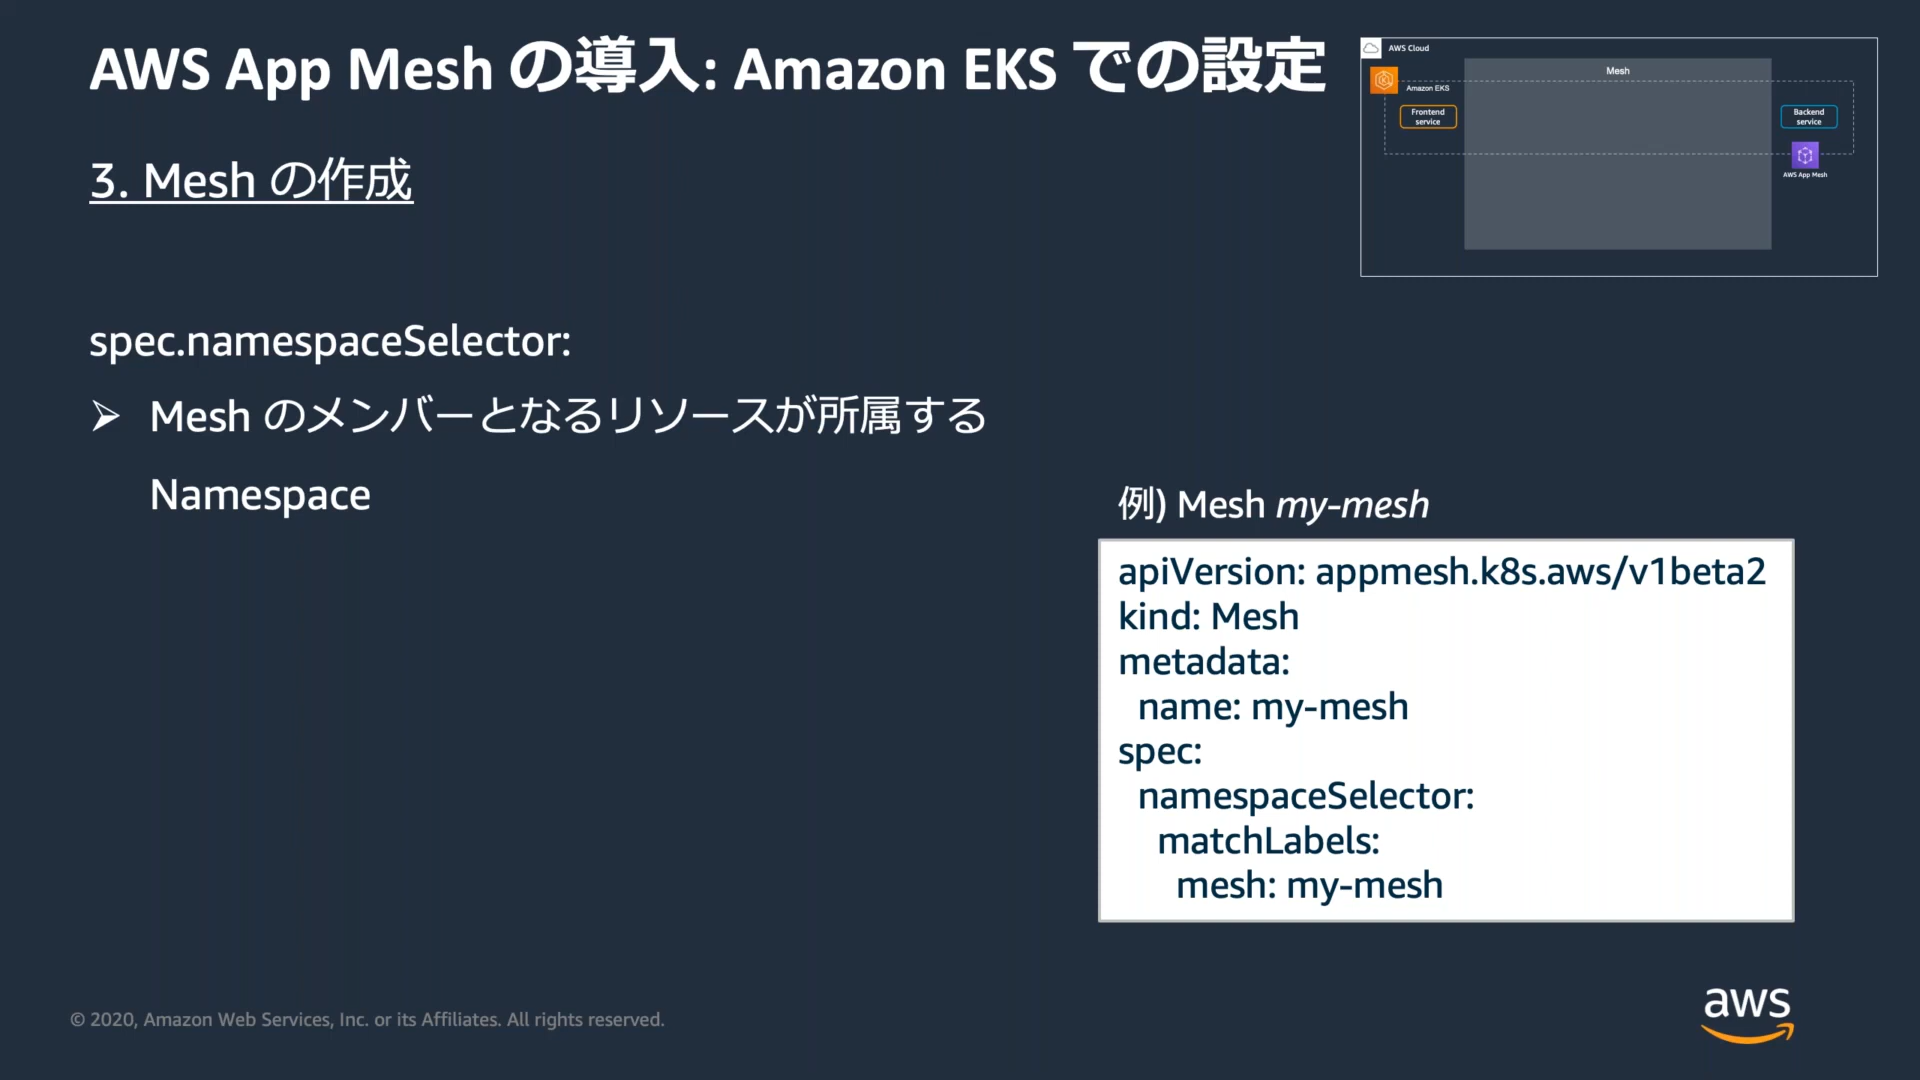 AWS App Mesh の導入: Amazon EKS での設定
AWS Cloud
Mesh
Amazon EKS
Frontend
service
Backend
service
AWS App Mesh
3. Mesh の作成
spec.namespaceSelector:
➢ Mesh のメンバーとなるリソースが所属する
Namespace
例) Mesh my-mesh
apiVersion: appmesh.k8s.aws/v1beta2
kind: Mesh
metadata:
  name: my-mesh
spec:
  namespaceSelector:
    matchLabels:
      mesh: my-mesh
© 2020, Amazon Web Services, Inc. or its Affiliates. All rights reserved.
aws